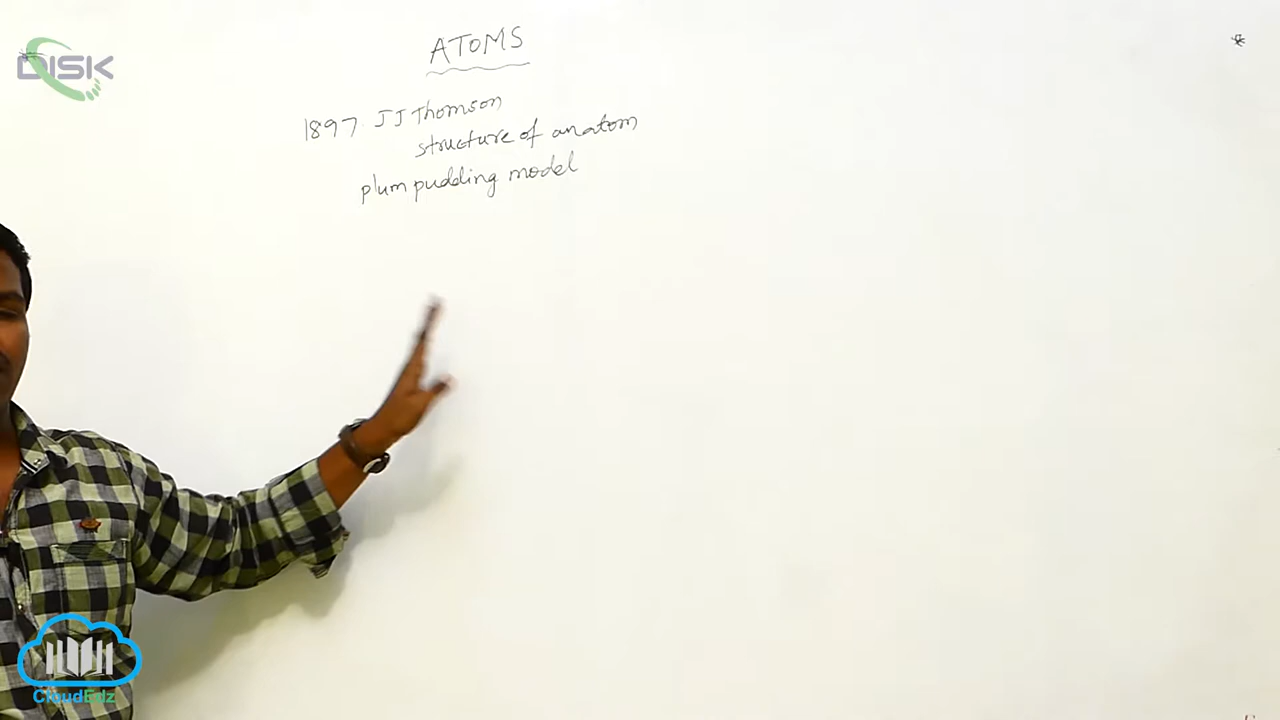 DISK
ATOMS
1897 JJ Thomson
structure of an atom
plum pudding model
CloudEdz